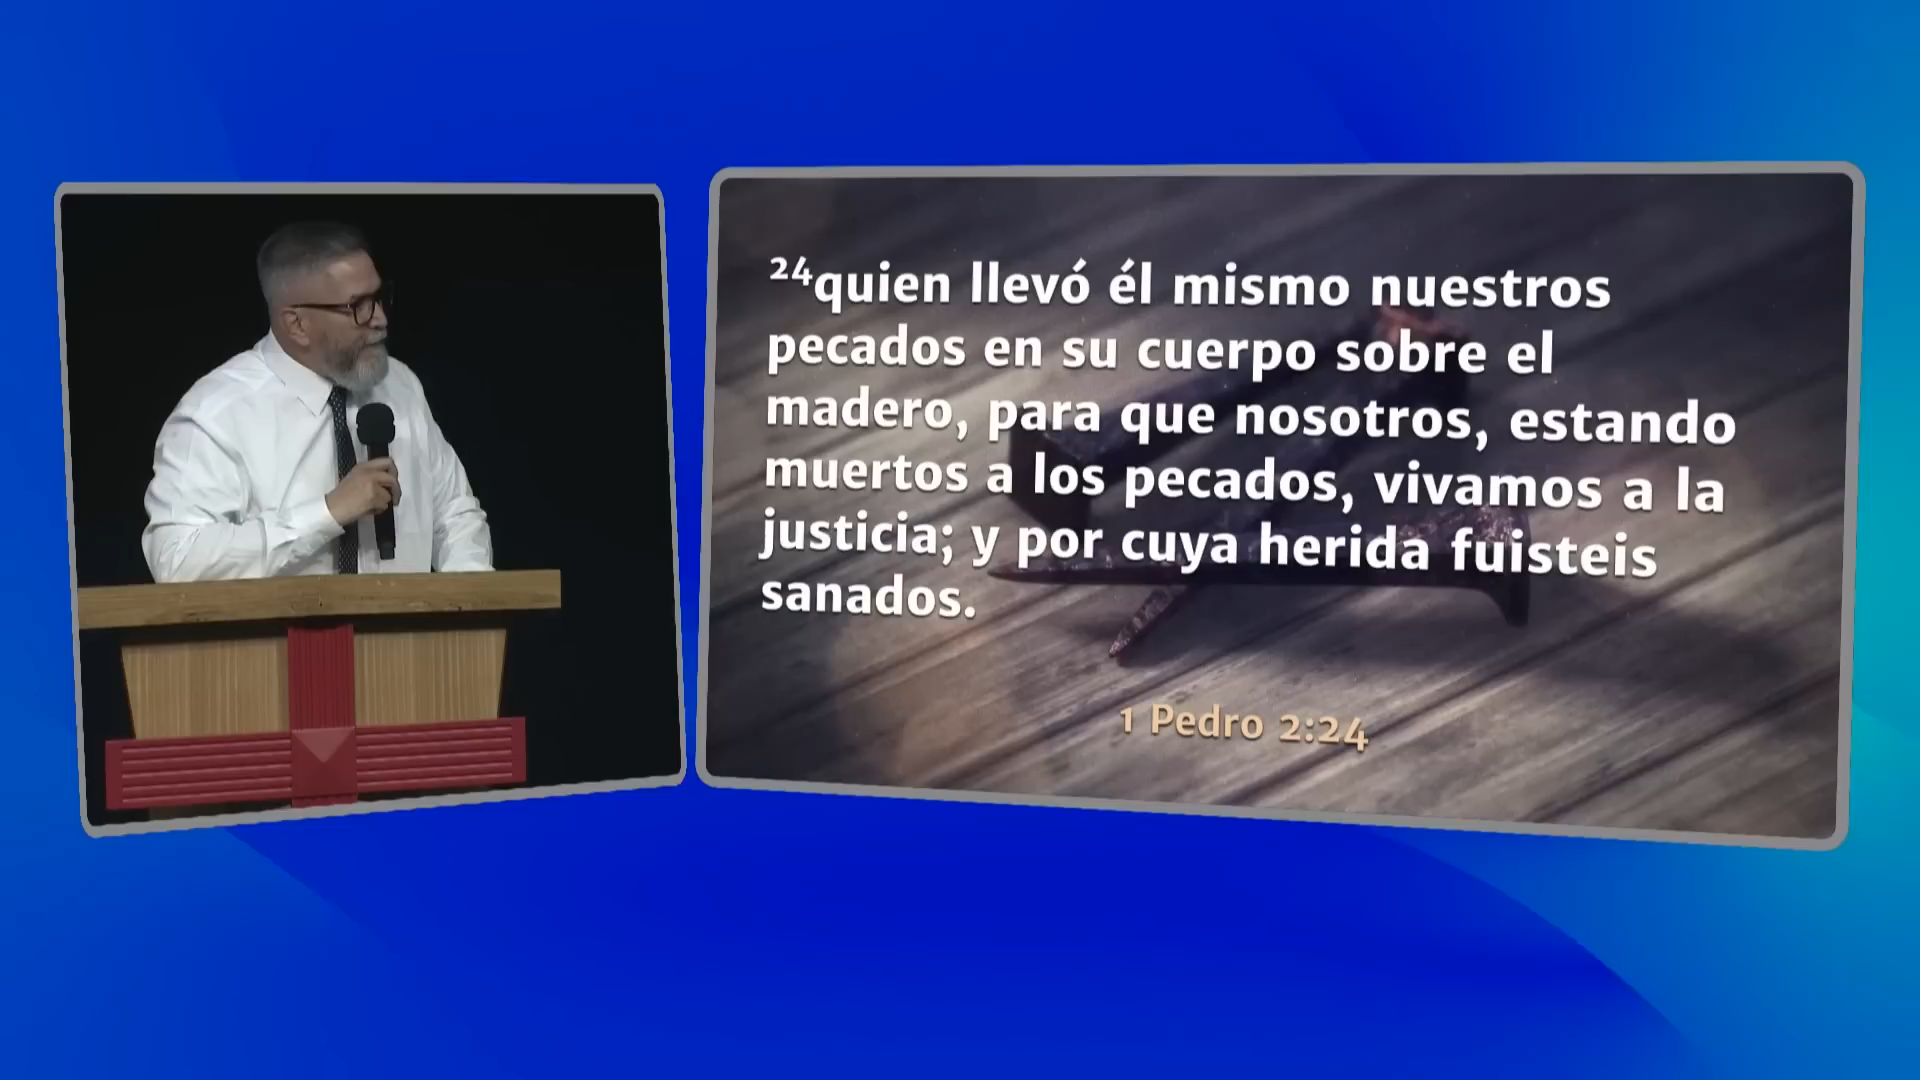 24quien llevó él mismo nuestros
pecados en su cuerpo sobre el
madero, para que nosotros, estando
muertos a los pecados, vivamos a la
justicia; y por cuya herida fuisteis
sanados.
1 Pedro 2:24